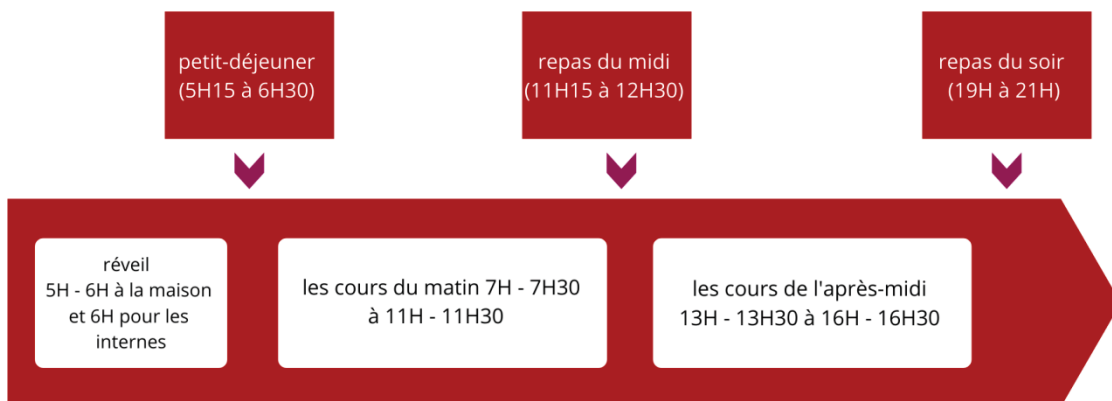 petit-déjeuner
(5H15 à 6H30)
repas du midi
(11H15 à 12H30)
repas du soir
(19H à 21H)
réveil
5H - 6H à la maison
et 6H pour les
internes
les cours du matin 7H - 7H30
à 11H - 11H30
les cours de l'après-midi
13H - 13H30 à 16H - 16H30